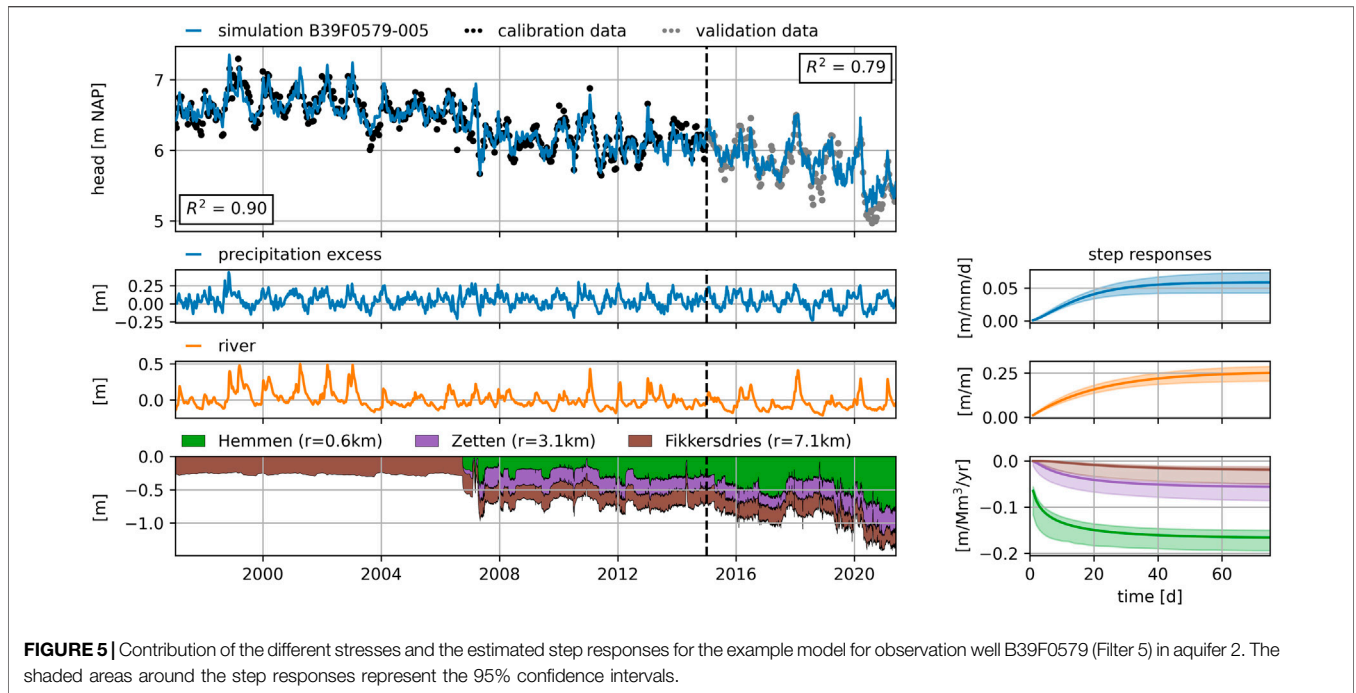 simulation B39F0579-005 calibration data validation data
head [m NAP]
7
6
5
R² = 0.79
R² = 0.90
precipitation excess
[m]
0.25
0.00
−0.25
river
[m]
0.5
0.0
Hemmen (r=0.6km) Zetten (r=3.1km) Fikkersdries (r=7.1km)
[m]
0.0
−0.5
−1.0
2000 2004 2008 2012 2016 2020
step responses
[m/mm/d]
0.05
0.00
[m/m]
0.25
0.00
[m/Mm³/yr]
0.0
−0.1
−0.2
0 20 40 60
time [d]
FIGURE 5 | Contribution of the different stresses and the estimated step responses for the example model for observation well B39F0579 (Filter 5) in aquifer 2. The
shaded areas around the step responses represent the 95% confidence intervals.